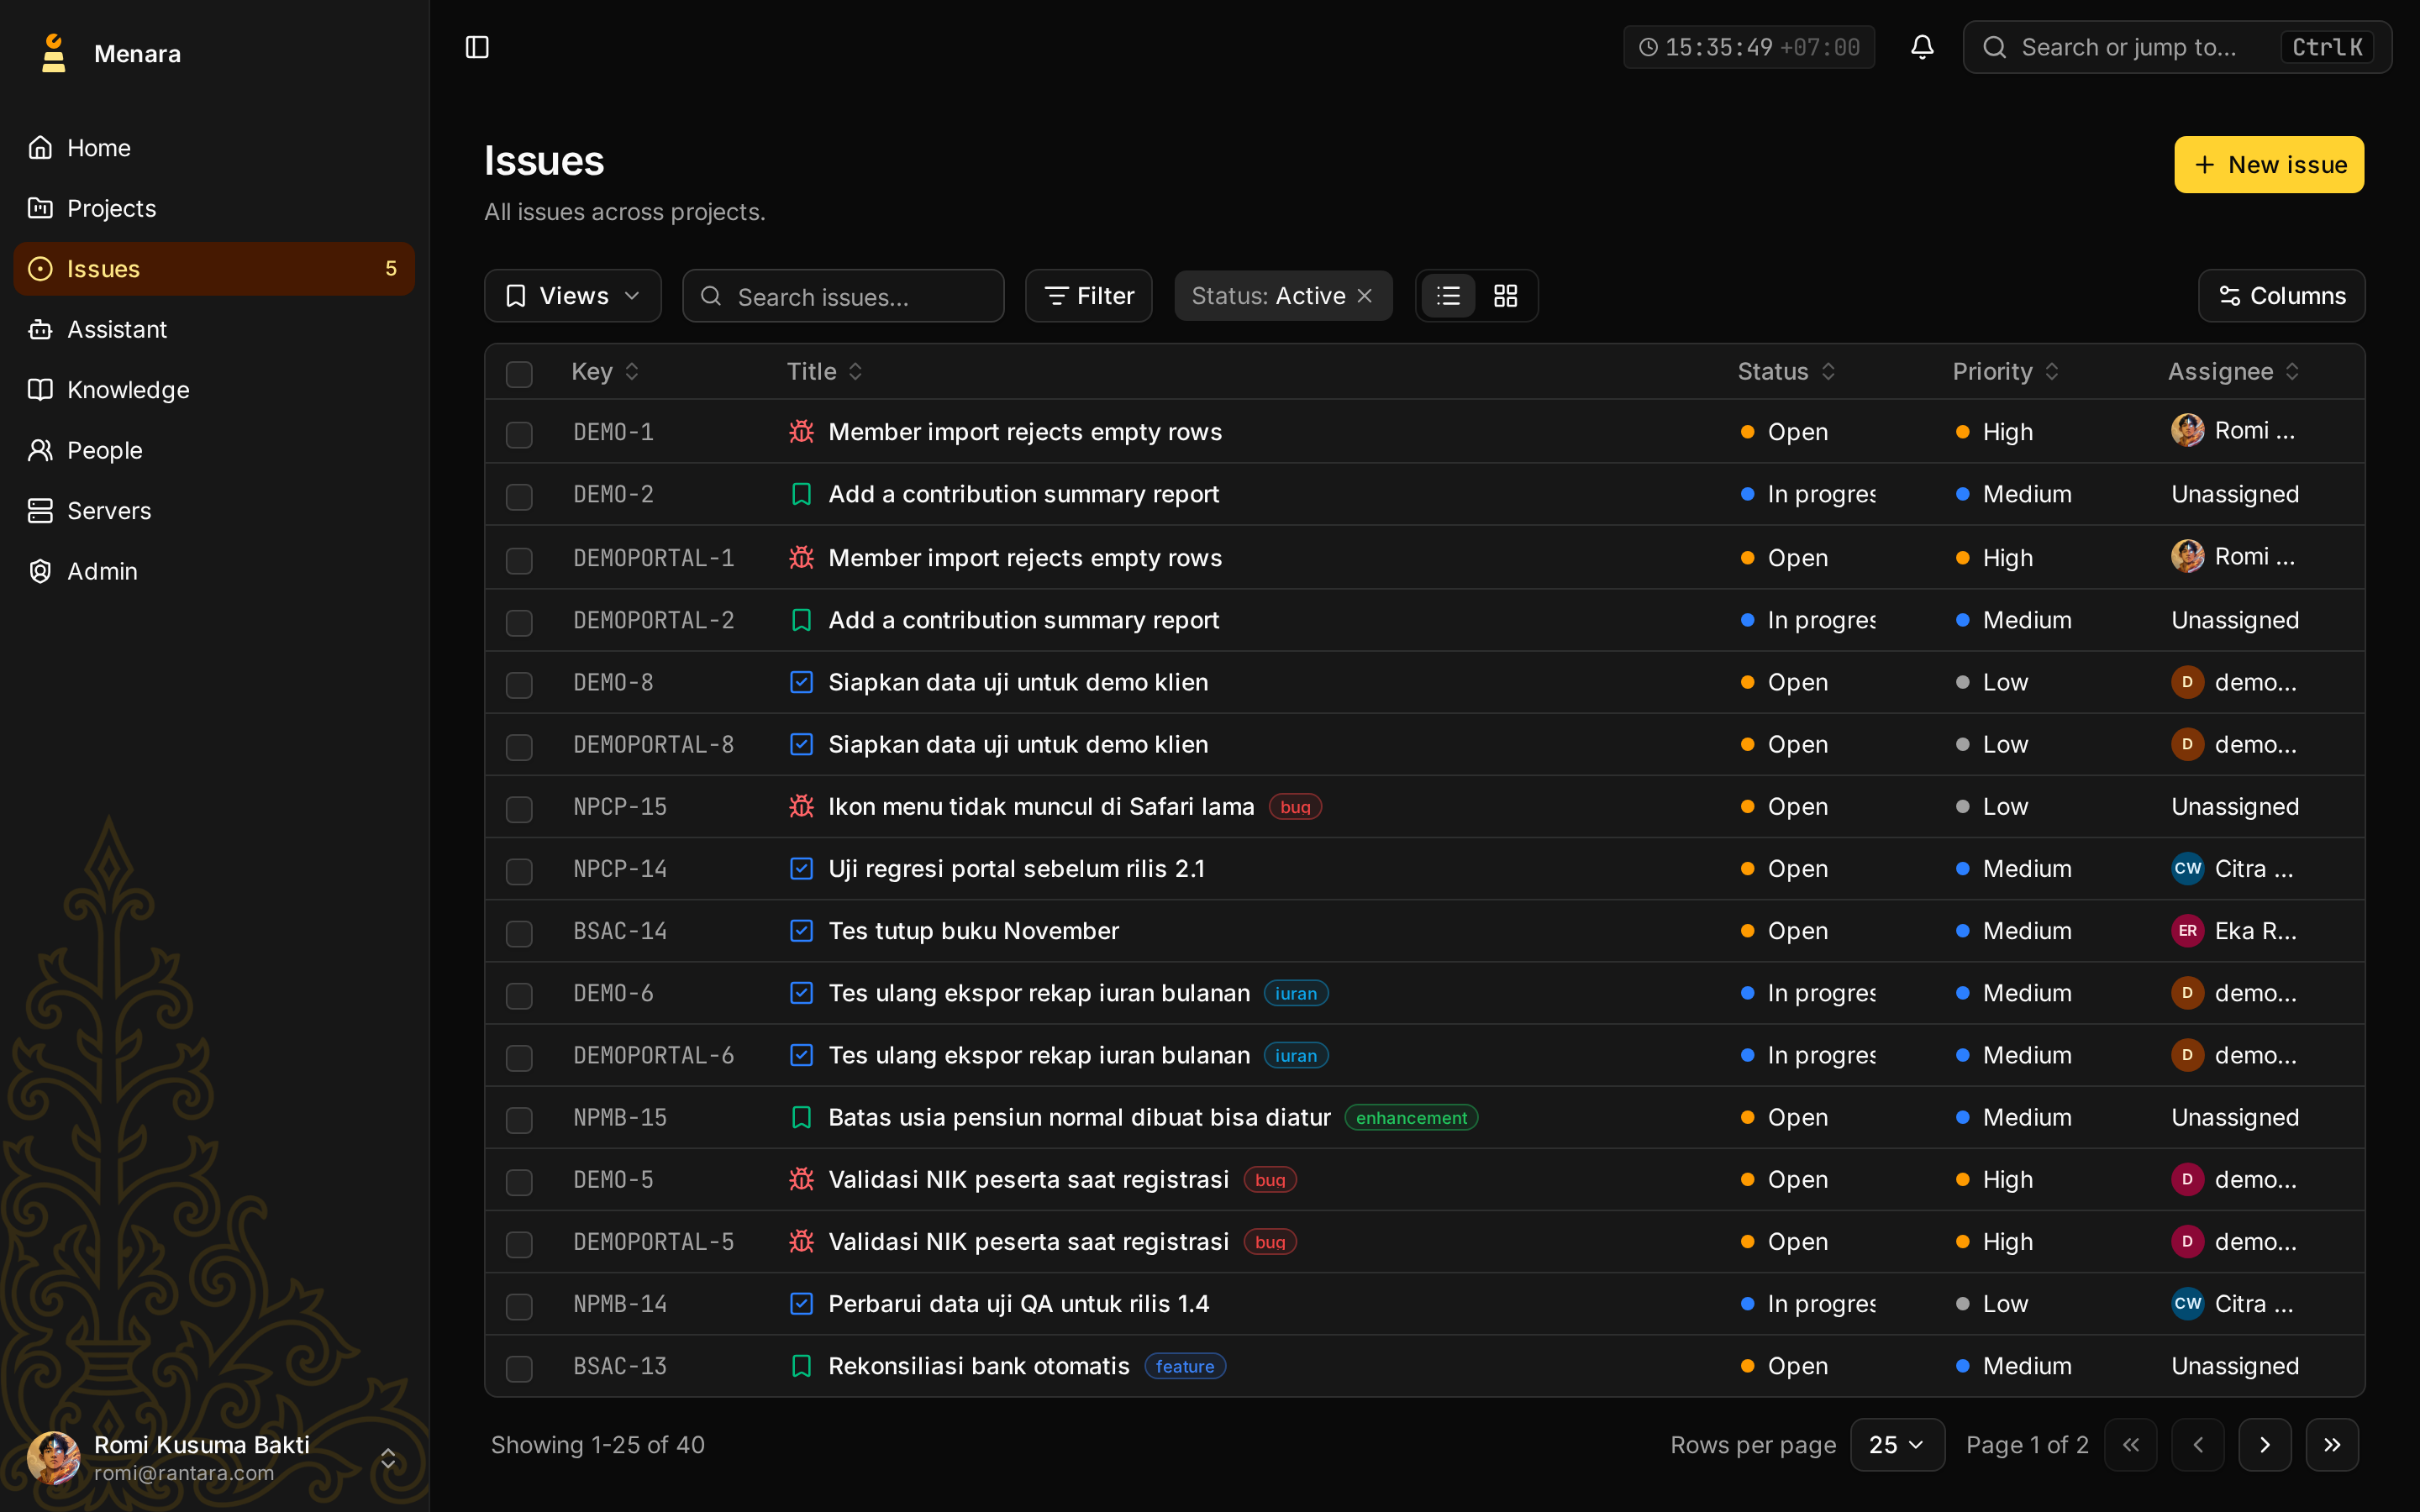 Menara
15:35:49 +07:00
Search or jump to... Ctrl K
Home
Projects
Issues 5
Assistant
Knowledge
People
Servers
Admin
Romi Kusuma Bakti
romi@rantara.com
Issues
All issues across projects.
+ New issue
Views
Search issues...
Filter
Status: Active
Columns
Key Title Status Priority Assignee
DEMO-1 Member import rejects empty rows Open High Romi ...
DEMO-2 Add a contribution summary report In progres Medium Unassigned
DEMOPORTAL-1 Member import rejects empty rows Open High Romi ...
DEMOPORTAL-2 Add a contribution summary report In progres Medium Unassigned
DEMO-8 Siapkan data uji untuk demo klien Open Low D demo...
DEMOPORTAL-8 Siapkan data uji untuk demo klien Open Low D demo...
NPCP-15 Ikon menu tidak muncul di Safari lama bug Open Low Unassigned
NPCP-14 Uji regresi portal sebelum rilis 2.1 Open Medium CW Citra ...
BSAC-14 Tes tutup buku November Open Medium ER Eka R...
DEMO-6 Tes ulang ekspor rekap iuran bulanan iuran In progres Medium D demo...
DEMOPORTAL-6 Tes ulang ekspor rekap iuran bulanan iuran In progres Medium D demo...
NPMB-15 Batas usia pensiun normal dibuat bisa diatur enhancement Open Medium Unassigned
DEMO-5 Validasi NIK peserta saat registrasi bug Open High D demo...
DEMOPORTAL-5 Validasi NIK peserta saat registrasi bug Open High D demo...
NPMB-14 Perbarui data uji QA untuk rilis 1.4 In progres Low CW Citra ...
BSAC-13 Rekonsiliasi bank otomatis feature Open Medium Unassigned
Showing 1-25 of 40
Rows per page 25 Page 1 of 2